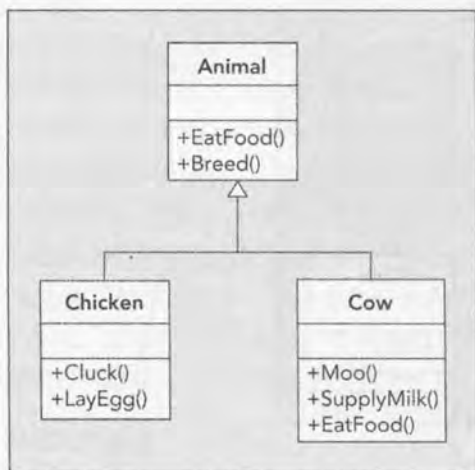 Animal
+EatFood()
+Breed()
Chicken
+Cluck()
+LayEgg()
Cow
+Moo()
+SupplyMilk()
+EatFood()